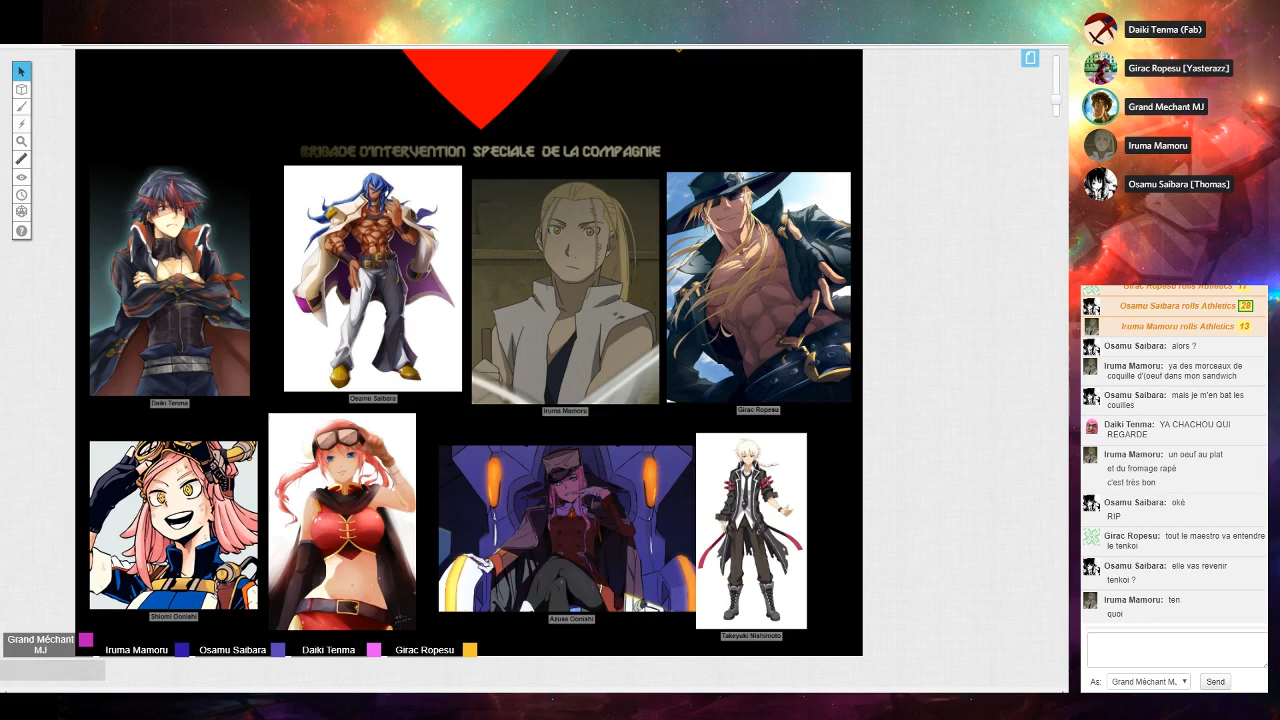 BRIGADE D'INTERVENTION SPECIALE DE LA COMPAGNIE
Daiki Tenma
Osamu Saibara
Iruma Mamoru
Girac Ropesu
Shiomi Oonishi
Azusa Oonishi
Takeyuki Nishimoto
Grand Méchant
MJ
Iruma Mamoru
Osamu Saibara
Daiki Tenma
Girac Ropesu
Daiki Tenma (Fab)
Girac Ropesu [Yasterazz]
Grand Mechant MJ
Iruma Mamoru
Osamu Saibara [Thomas]
Girac Ropesu rolls Athletics
Osamu Saibara rolls Athletics 28
Iruma Mamoru rolls Athletics 13
Osamu Saibara: alors ?
Iruma Mamoru: ya des morceaux de
coquille d'(oeuf dans mon sandwich
Osamu Saibara: mais je m'en bat les
couilles
Daiki Tenma: YA CHACHOU QUI
REGARDE
Iruma Mamoru: un oeuf au plat
et du fromage rapè
c'est très bon
Osamu Saibara: okè
RIP
Girac Ropesu: tout le maestro va entendre
le tenkoi
Osamu Saibara: elle vas revenir
tenkoi ?
Iruma Mamoru: ten
quoi
As: Grand Méchant M. Send